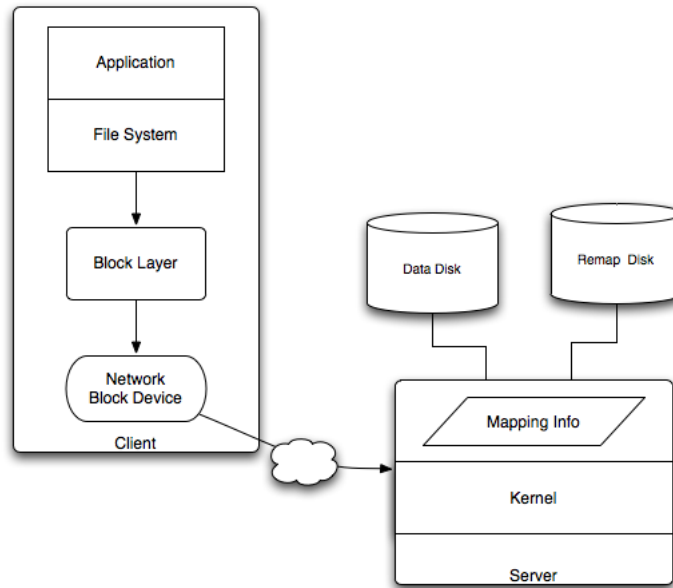 Application
File System
Block Layer
Network
Block Device
Client
Data Disk
Remap Disk
Mapping Info
Kernel
Server